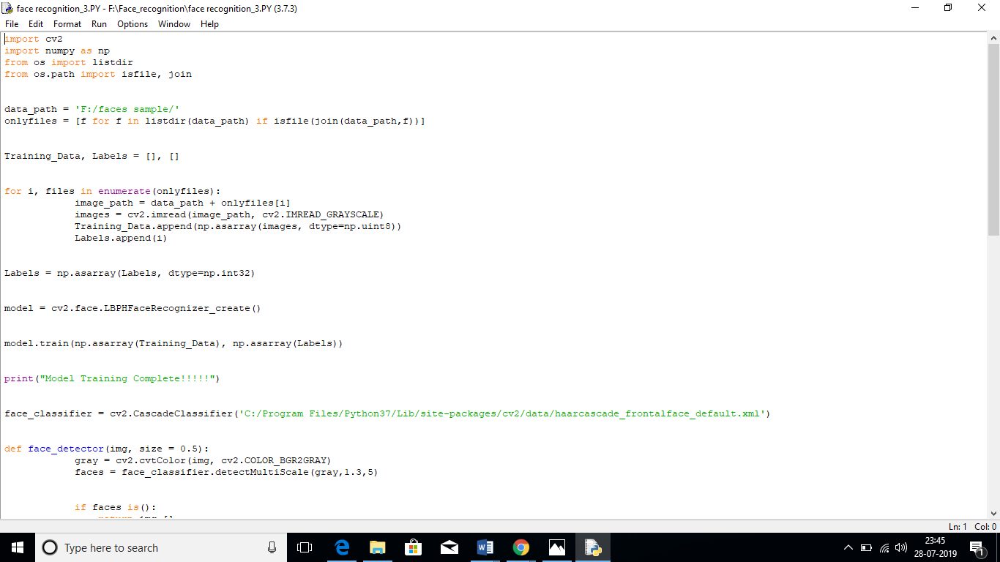 face recognition_3.PY - F:\Face_recognition\face recognition_3.PY (3.7.3)
File Edit Format Run Options Window Help
import cv2
import numpy as np
from os import listdir
from os.path import isfile, join
data_path = 'F:/faces sample/'
onlyfiles = [f for f in listdir(data_path) if isfile(join(data_path,f))]
Training_Data, Labels = [], []
for i, files in enumerate(onlyfiles):
image_path = data_path + onlyfiles[i]
images = cv2.imread(image_path, cv2.IMREAD_GRAYSCALE)
Training_Data.append(np.asarray(images, dtype=np.uint8))
Labels.append(i)
Labels = np.asarray(Labels, dtype=np.int32)
model = cv2.face.LBPHFaceRecognizer_create()
model.train(np.asarray(Training_Data), np.asarray(Labels))
print("Model Training Complete!!!!!")
face_classifier = cv2.CascadeClassifier('C:/Program Files/Python37/Lib/site-packages/cv2/data/haarcascade_frontalface_default.xml')
def face_detector(img, size = 0.5):
gray = cv2.cvtColor(img, cv2.COLOR_BGR2GRAY)
faces = face_classifier.detectMultiScale(gray,1.3,5)
if faces is():
Ln: 1 Col: 0
Type here to search
23:45
28-07-2019
1